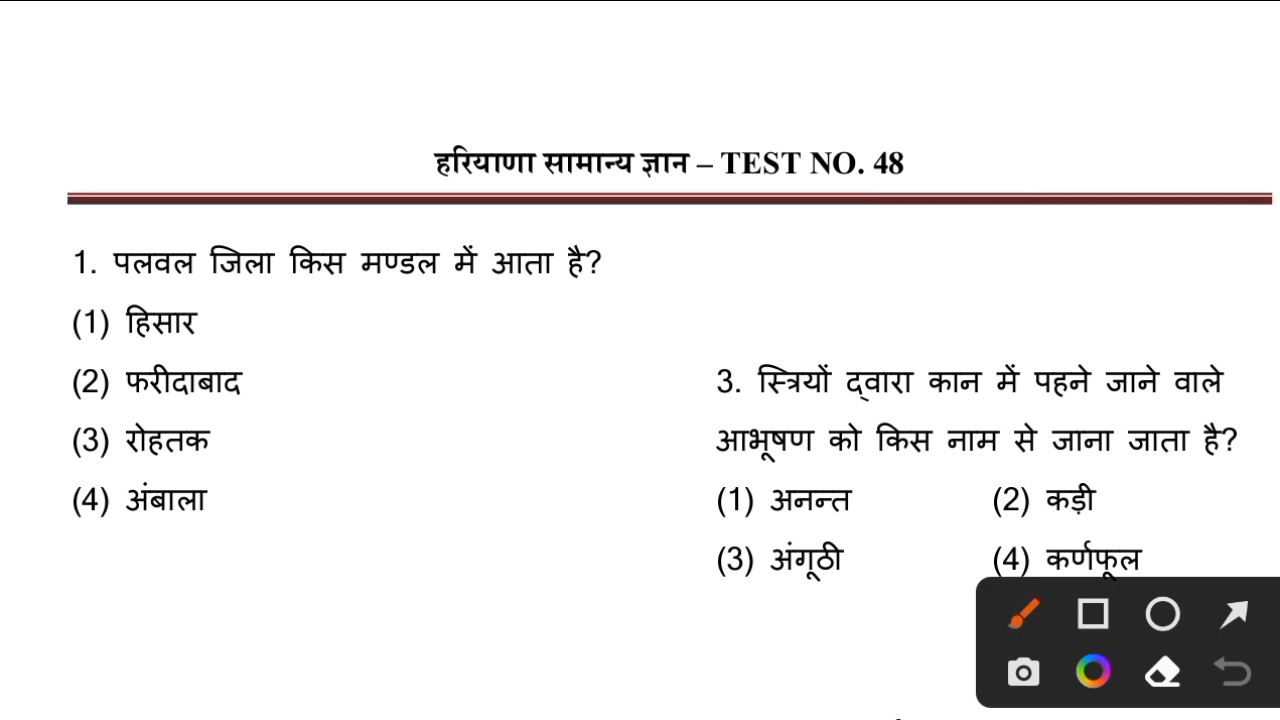 हरियाणा सामान्य ज्ञान – TEST NO. 48
1. पलवल जिला किस मण्डल में आता है?
(1) हिसार
(2) फरीदाबाद
(3) रोहतक
(4) अंबाला
3. स्त्रियों द्वारा कान में पहने जाने वाले
आभूषण को किस नाम से जाना जाता है?
(1) अनन्त (2) कड़ी
(3) अंगूठी (4) कर्णफूल